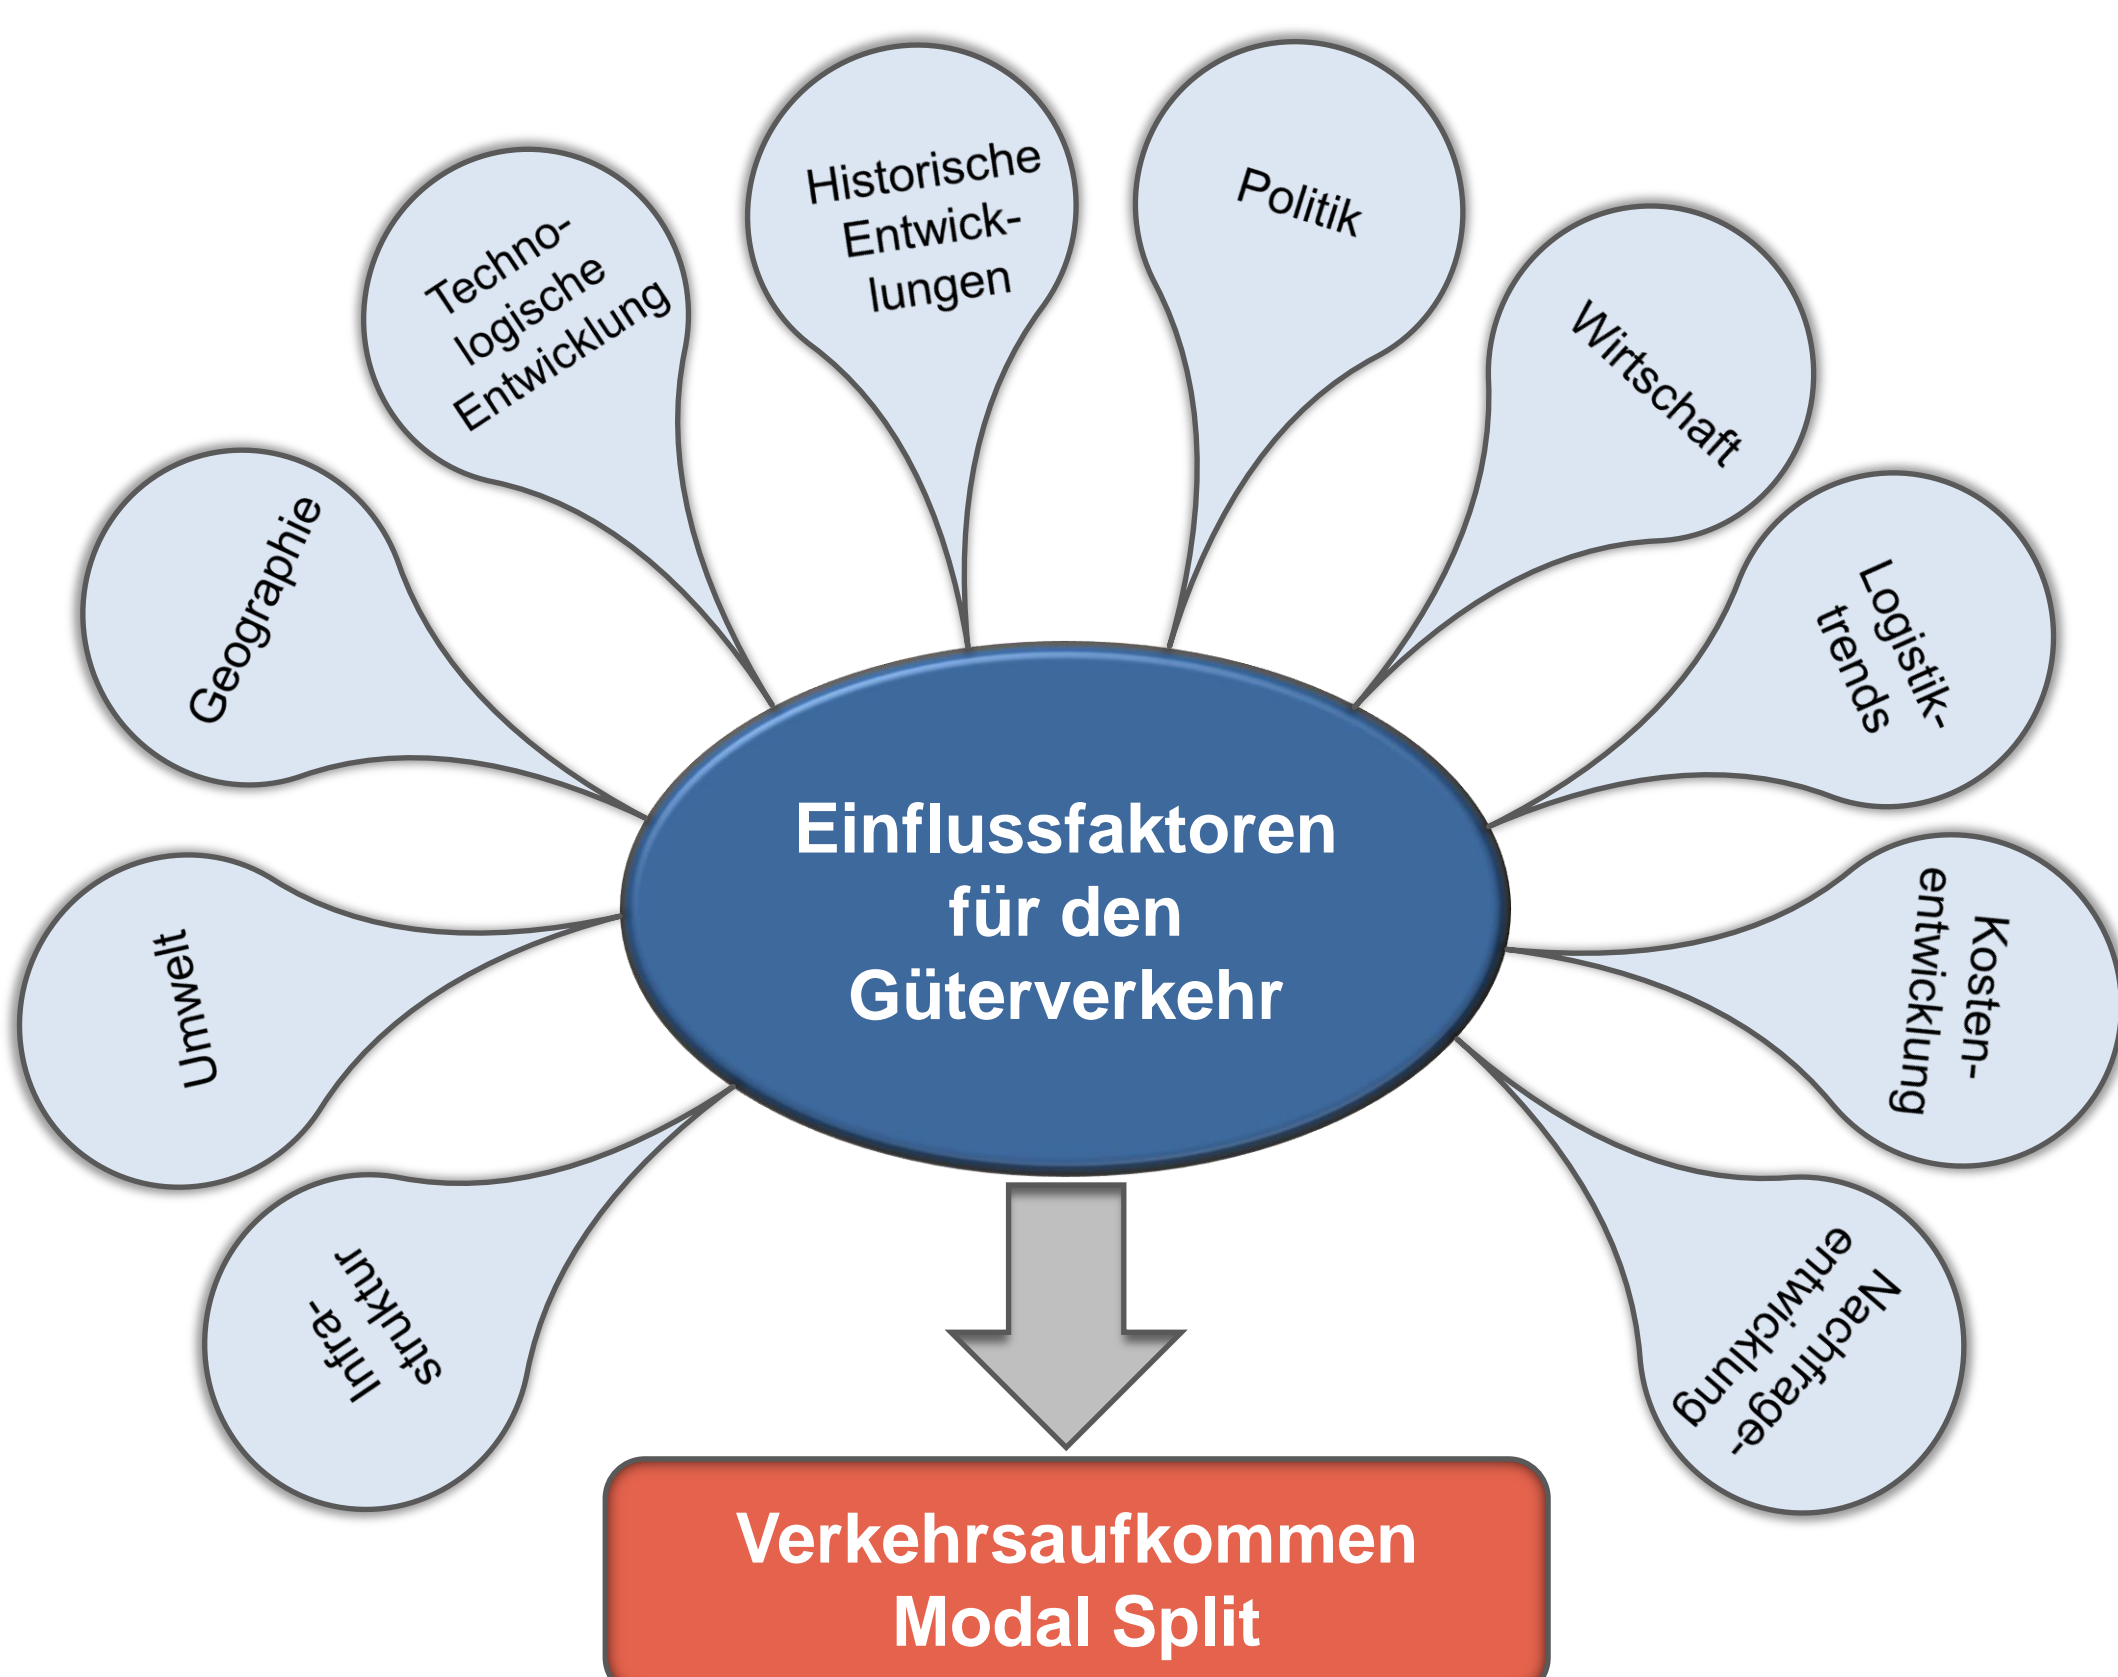 Historische
Entwick-
lungen
Politik
Techno-
logische
Entwicklung
Wirtschaft
Geographie
Logistik-
trends
Einflussfaktoren
für den
Güterverkehr
Umwelt
Kosten-
entwicklung
Infra-
struktur
Nachfrage-
entwicklung
Verkehrsaufkommen
Modal Split